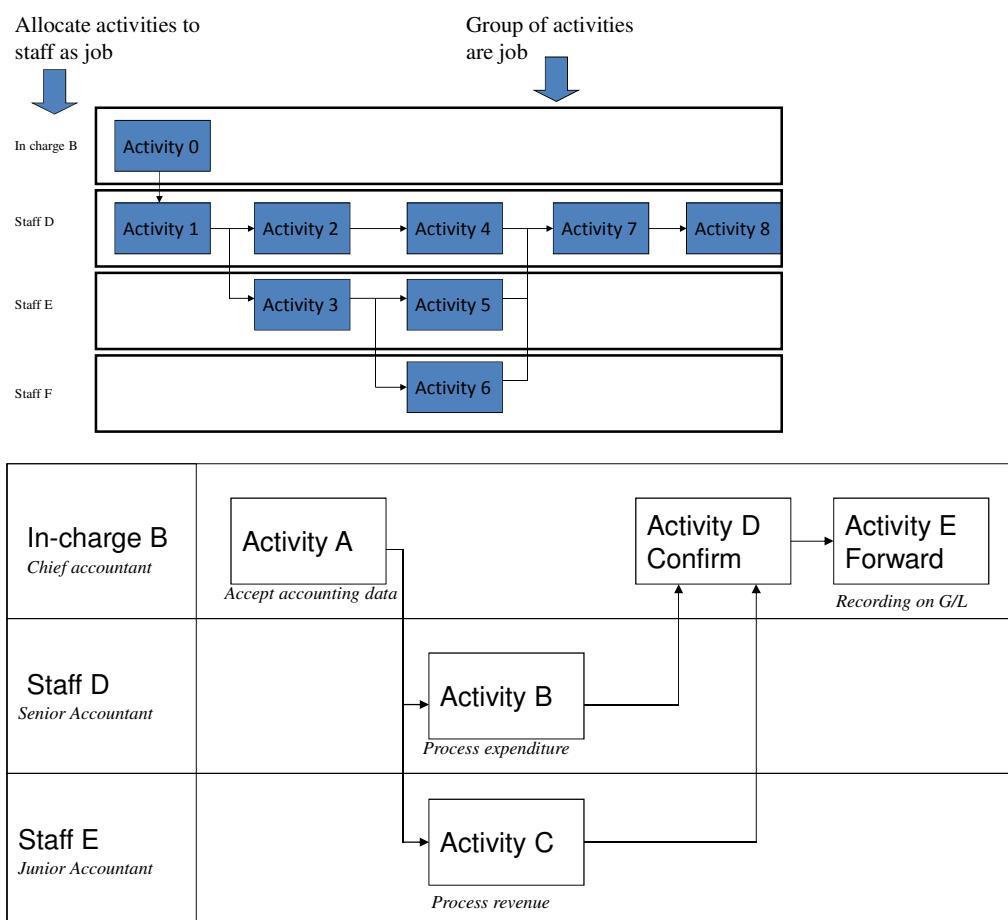 Allocate activities to
staff as job
Group of activities
are job
In charge B
Activity 0
Staff D
Activity 1
Activity 2
Activity 4
Activity 7
Activity 8
Staff E
Activity 3
Activity 5
Staff F
Activity 6
In-charge B
Chief accountant
Activity A
Accept accounting data
Activity D
Confirm
Activity E
Forward
Recording on G/L
Staff D
Senior Accountant
Activity B
Process expenditure
Staff E
Junior Accountant
Activity C
Process revenue